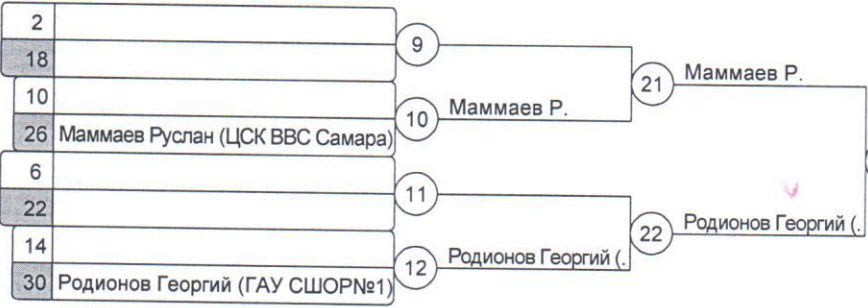 2
18
9
Маммаев Р.
21
10
Маммаев Р.
10
26 Маммаев Руслан (ЦСК ВВС Самара)
6
22
11
Родионов Георгий (.
22
14
Родионов Георгий (.
12
30 Родионов Георгий (ГАУ СШОР№1)